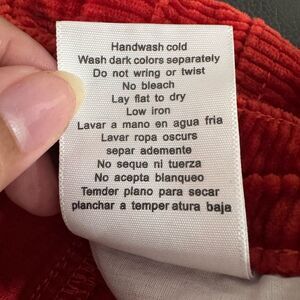 Handwash cold
Wash dark colors separately
Do not wring or twist
No bleach
Lay flat to dry
Low iron
Lavar a mano en agua fria
Lavar ropa oscurs
separ ademente
No seque ni tuerza
No acepta blanqueo
Temder plano para secar
planchar a temper atura baja